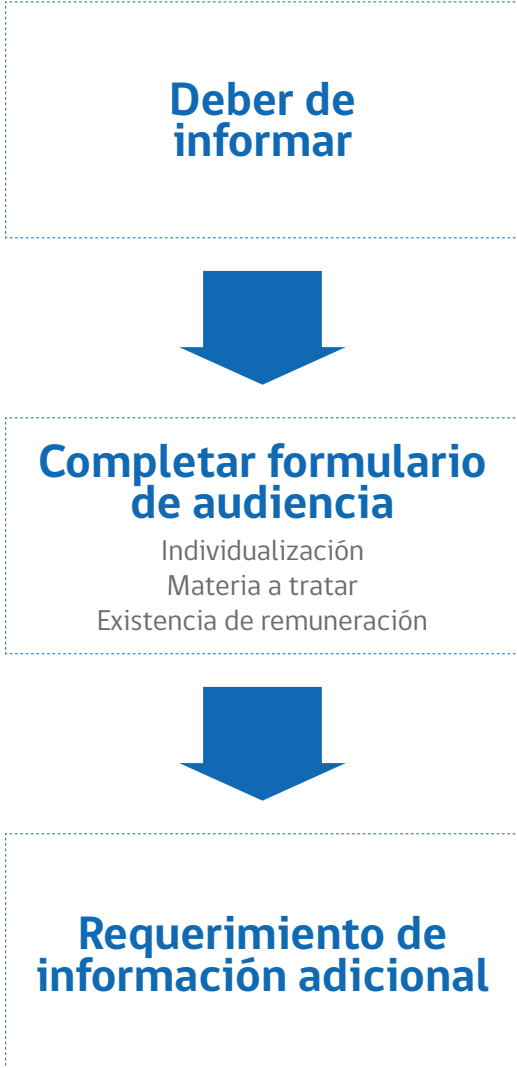 Deber de
informar
Completar formulario
de audiencia
Individualización
Materia a tratar
Existencia de remuneración
Requerimiento de
información adicional